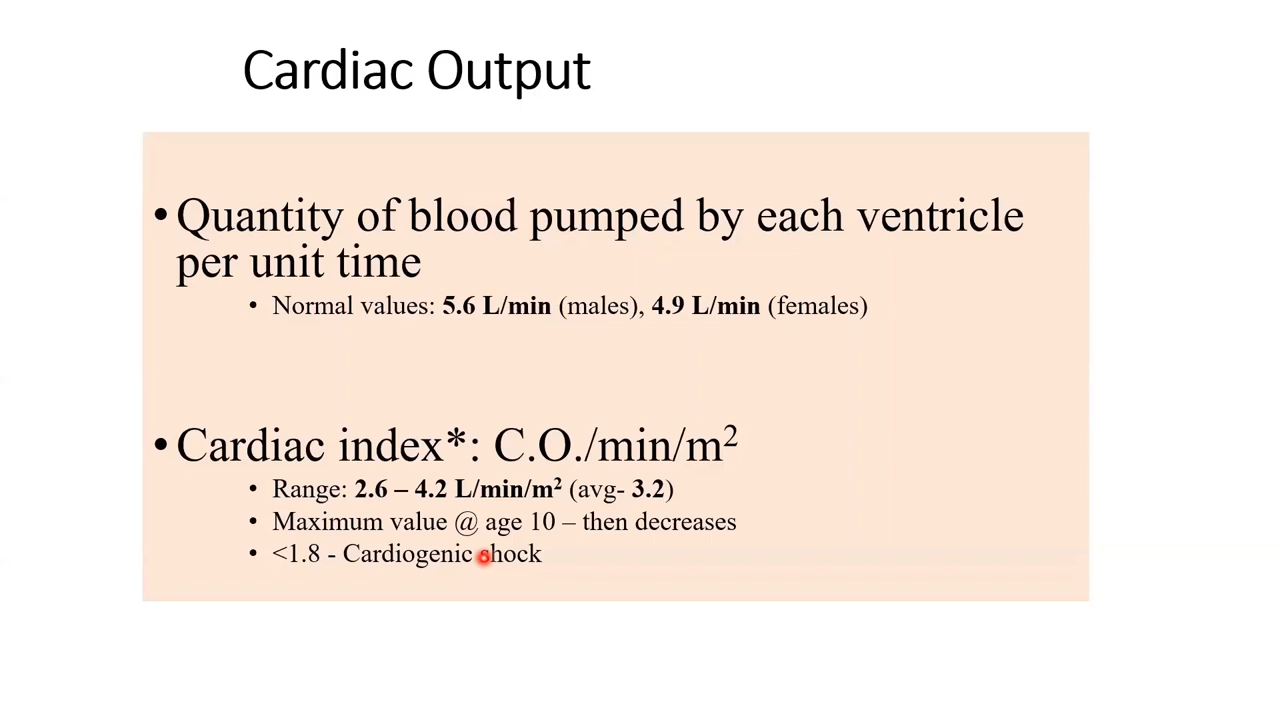 Cardiac Output
• Quantity of blood pumped by each ventricle
per unit time
• Normal values: 5.6 L/min (males), 4.9 L/min (females)
• Cardiac index*: C.O./min/m²
• Range: 2.6 – 4.2 L/min/m² (avg- 3.2)
• Maximum value @ age 10 – then decreases
• <1.8 - Cardiogenic shock